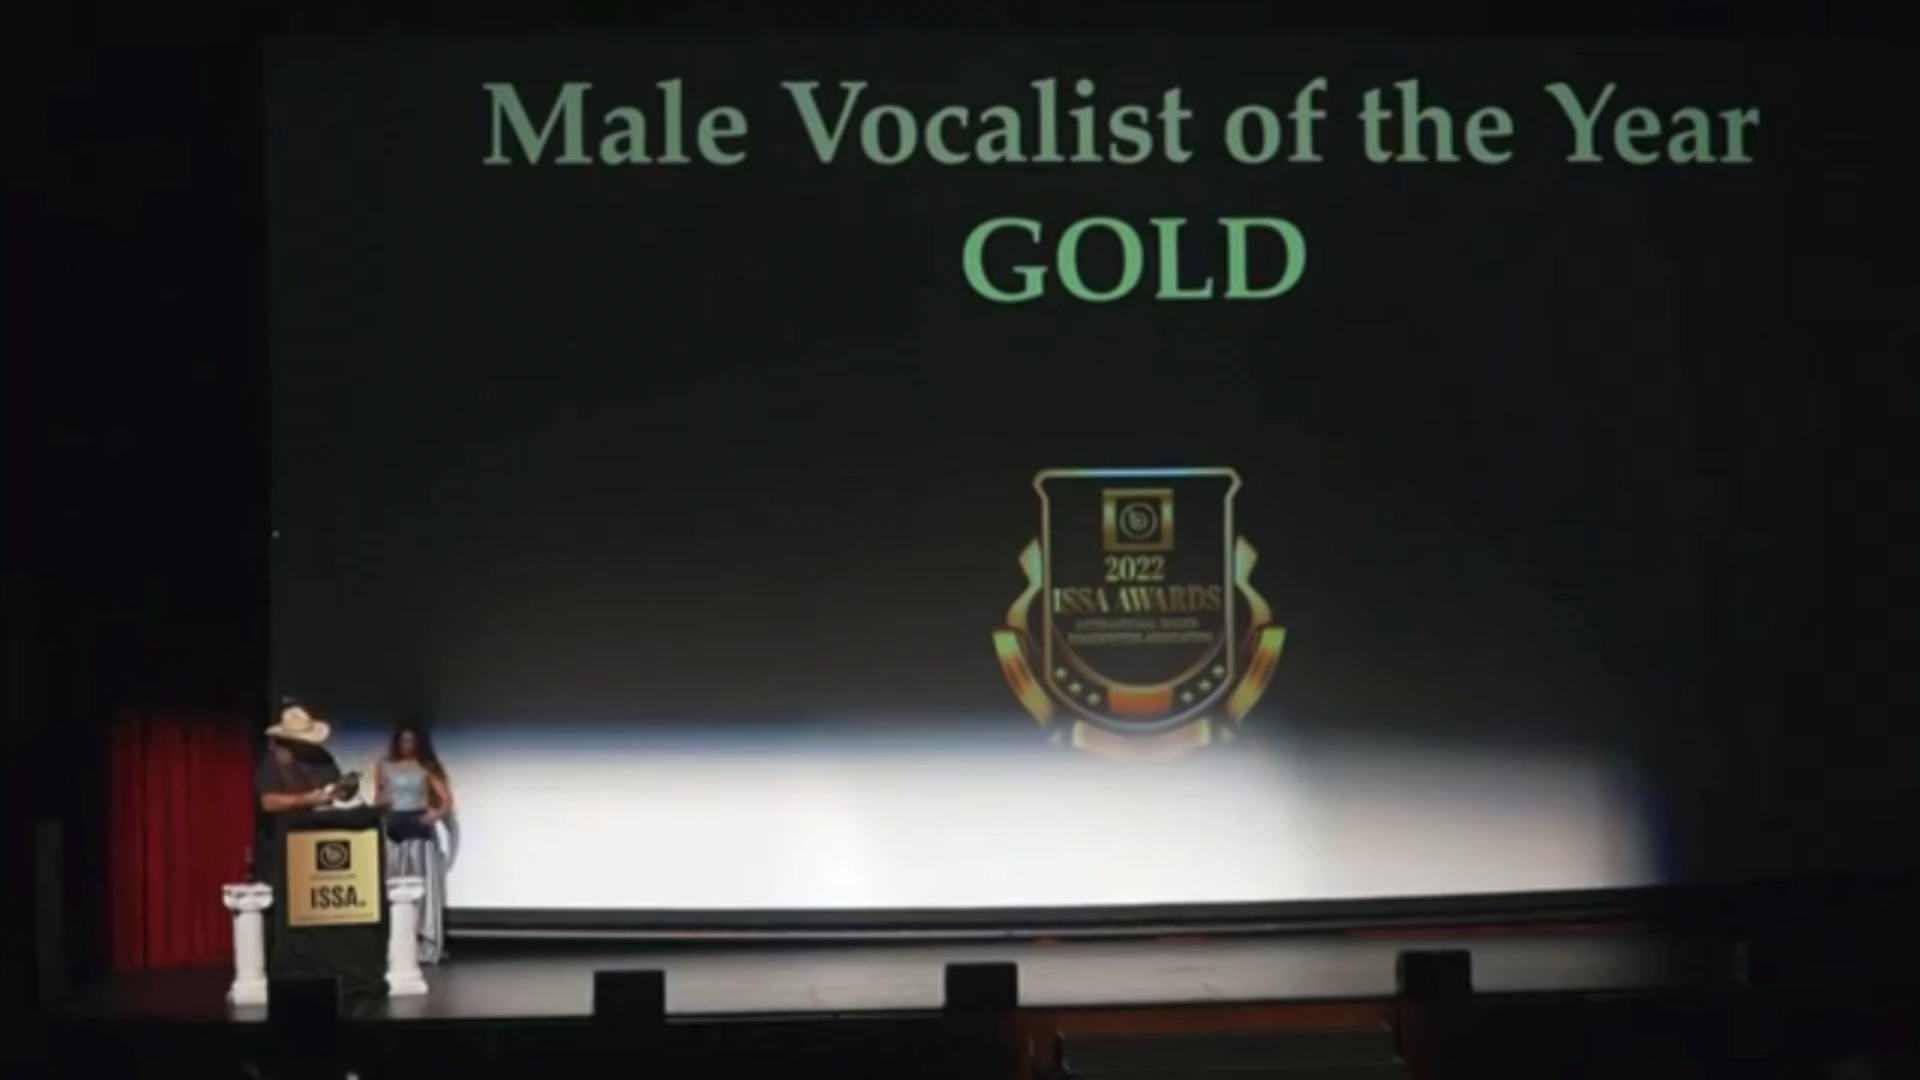 Male Vocalist of the Year
GOLD
2022
ISSA AWARDS
ISSA